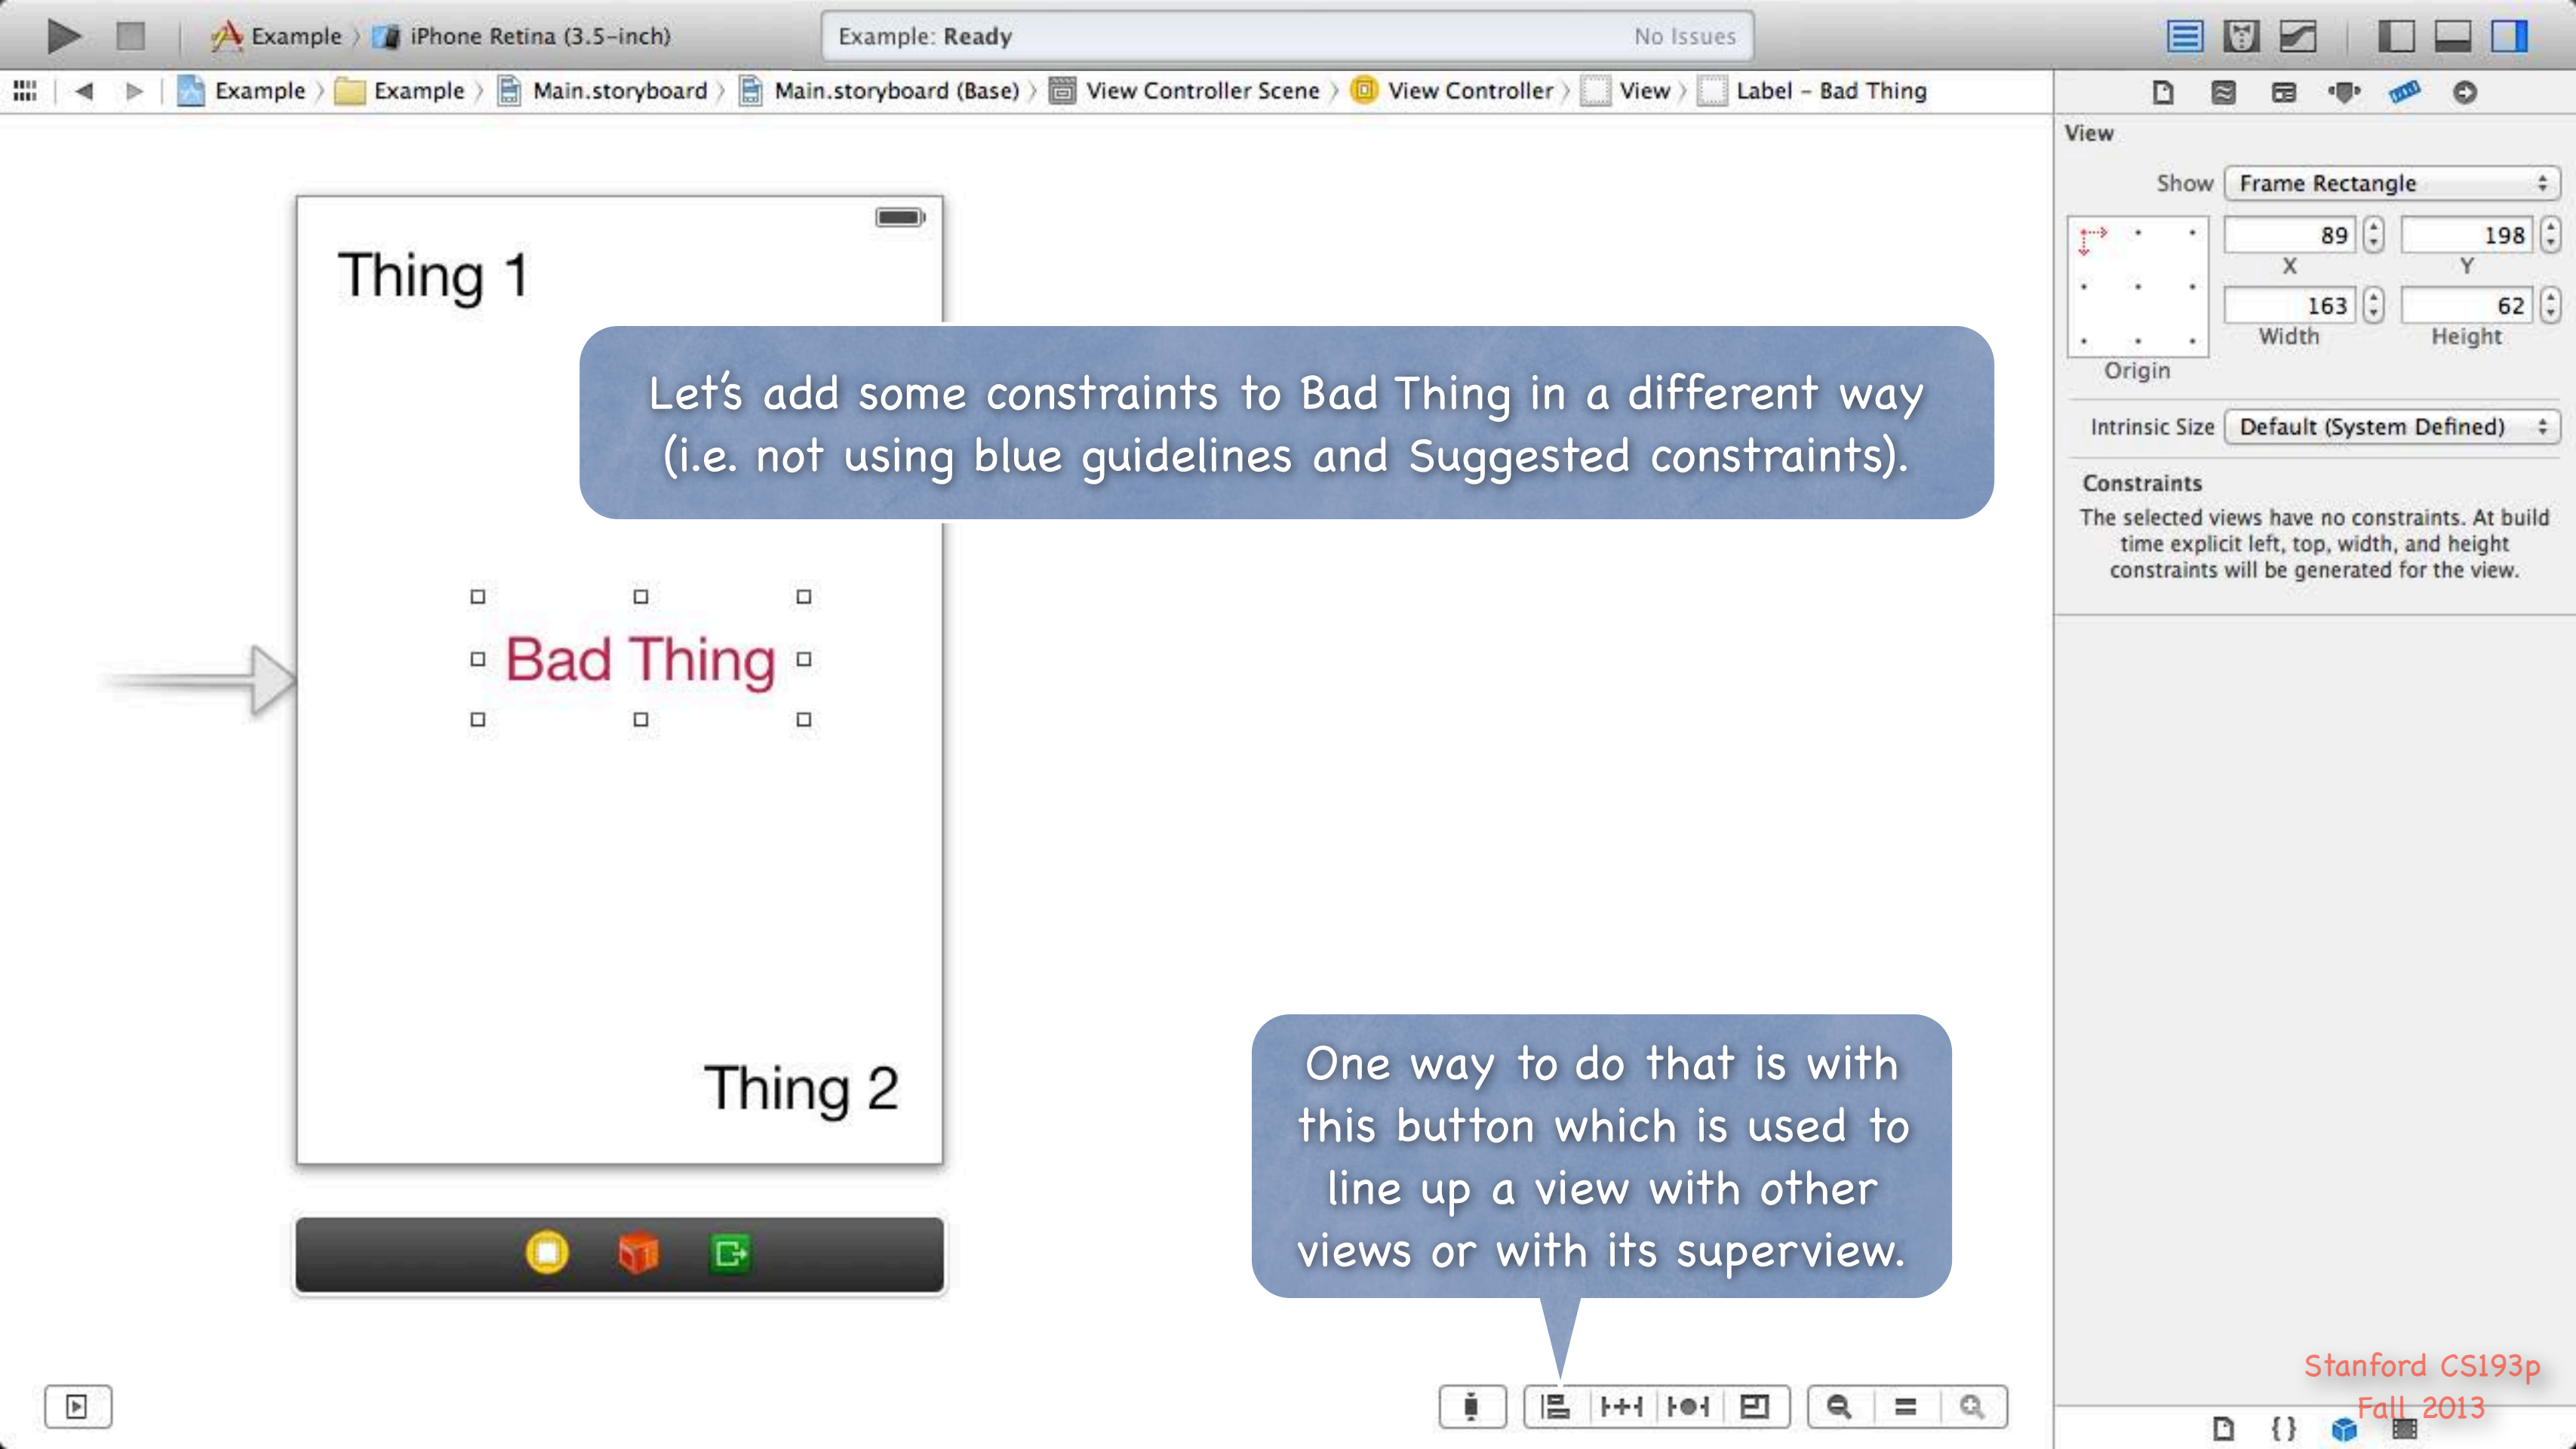 Example › iPhone Retina (3.5-inch)
Example: Ready
No Issues
Example › Example › Main.storyboard › Main.storyboard (Base) › View Controller Scene › View Controller › View › Label – Bad Thing
View
Show Frame Rectangle
89 198
X Y
163 62
Width Height
Origin
Intrinsic Size Default (System Defined)
Constraints
The selected views have no constraints. At build
time explicit left, top, width, and height
constraints will be generated for the view.
Thing 1
Let's add some constraints to Bad Thing in a different way
(i.e. not using blue guidelines and Suggested constraints).
Bad Thing
Thing 2
One way to do that is with
this button which is used to
line up a view with other
views or with its superview.
Stanford CS193p
Fall 2013